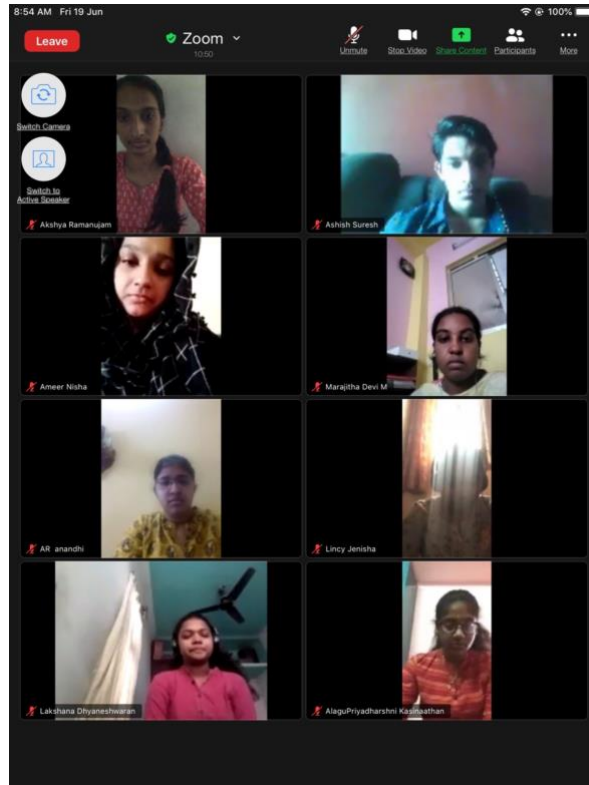 8:54 AM Fri 19 Jun
100%
Leave
Zoom
10:50
Unmute
Stop Video
Share Content
Participants
More
Switch Camera
Switch to
Active Speaker
Akshya Ramanujam
Ashish Suresh
Ameer Nisha
Marajitha Devi M
AR anandhi
Lincy Jenisha
Lakshana Dhyaneshwaran
AlaguPriyadharshni Kasinaathan